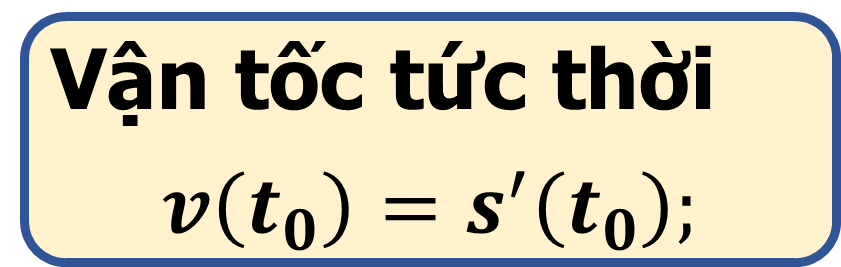 Vận tốc tức thời
v(t₀) = s′(t₀);